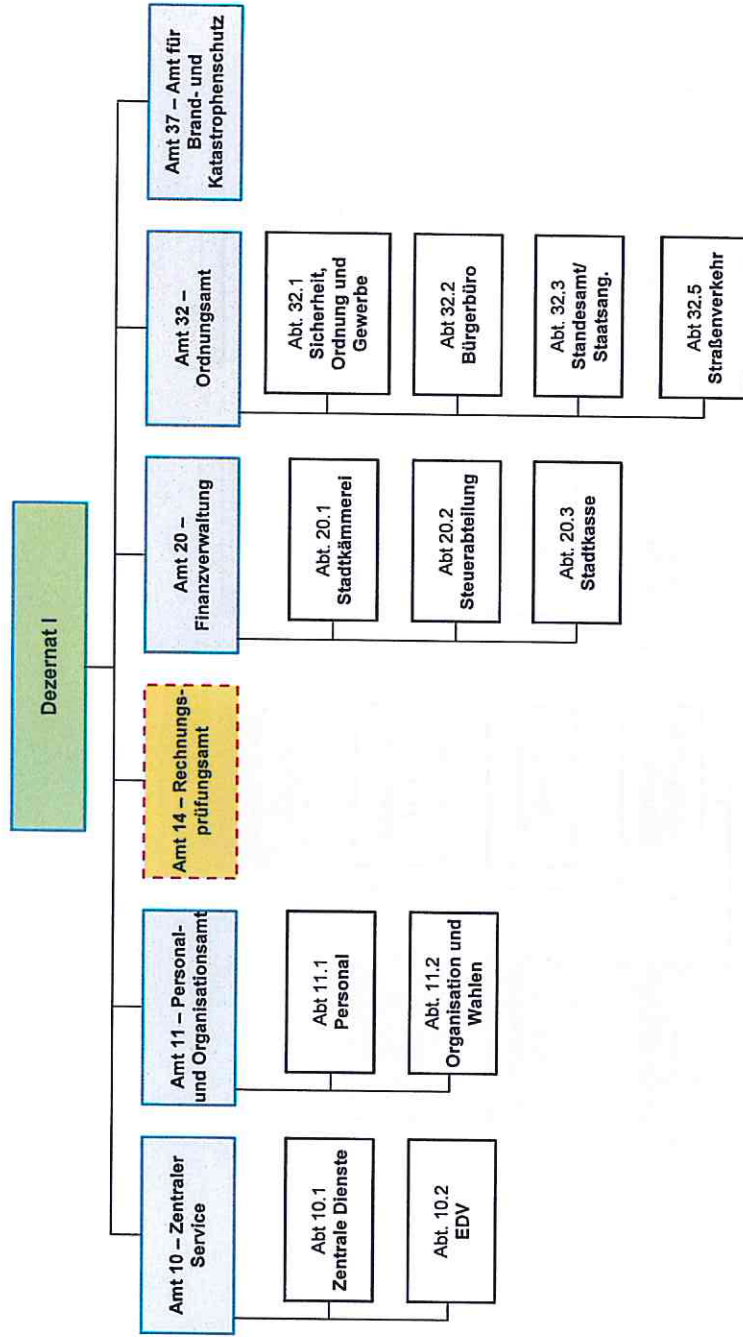 Dezernat I
Amt 10 – Zentraler
Service
Abt 10.1
Zentrale Dienste
Abt. 10.2
EDV
Amt 11 – Personal-
und Organisationsamt
Abt 11.1
Personal
Abt. 11.2
Organisation und
Wahlen
Amt 14 – Rechnungs-
prüfungsamt
Amt 20 –
Finanzverwaltung
Abt. 20.1
Stadtkämmerei
Abt 20.2
Steuerabteilung
Abt. 20.3
Stadtkasse
Amt 32 –
Ordnungsamt
Abt. 32.1
Sicherheit,
Ordnung und
Gewerbe
Abt 32.2
Bürgerbüro
Abt. 32.3
Standesamt/
Staatsang.
Abt 32.5
Straßenverkehr
Amt 37 – Amt für
Brand- und
Katastrophenschutz